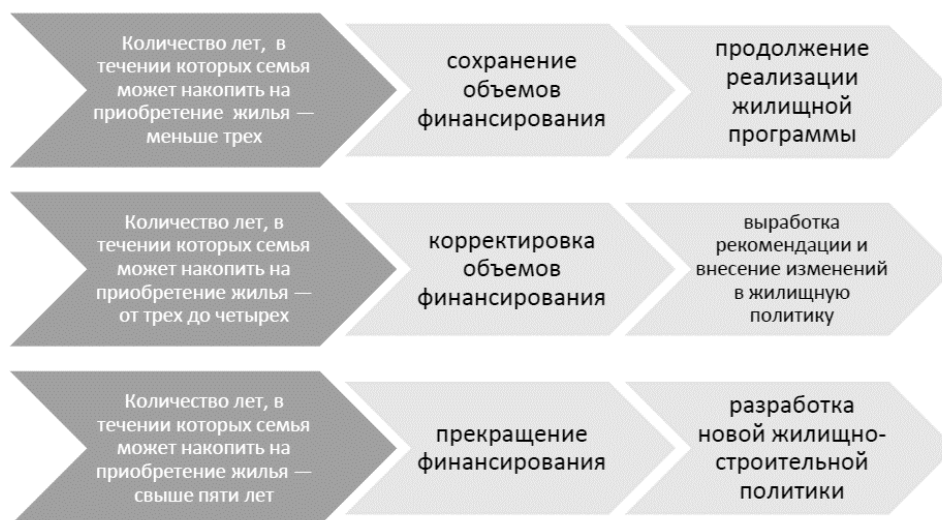 Количество лет, в
течении которых семья
может накопить на
приобретение жилья —
меньше трех
сохранение
объемов
финансирования
продолжение
реализации
жилищной
программы
Количество лет, в
течении которых семья
может накопить на
приобретение жилья —
от трех до четырех
корректировка
объемов
финансирования
выработка
рекомендации и
внесение изменений
в жилищную
политику
Количество лет, в
течении которых семья
может накопить на
приобретение жилья —
свыше пяти лет
прекращение
финансирования
разработка
новой жилищно-
строительной
политики